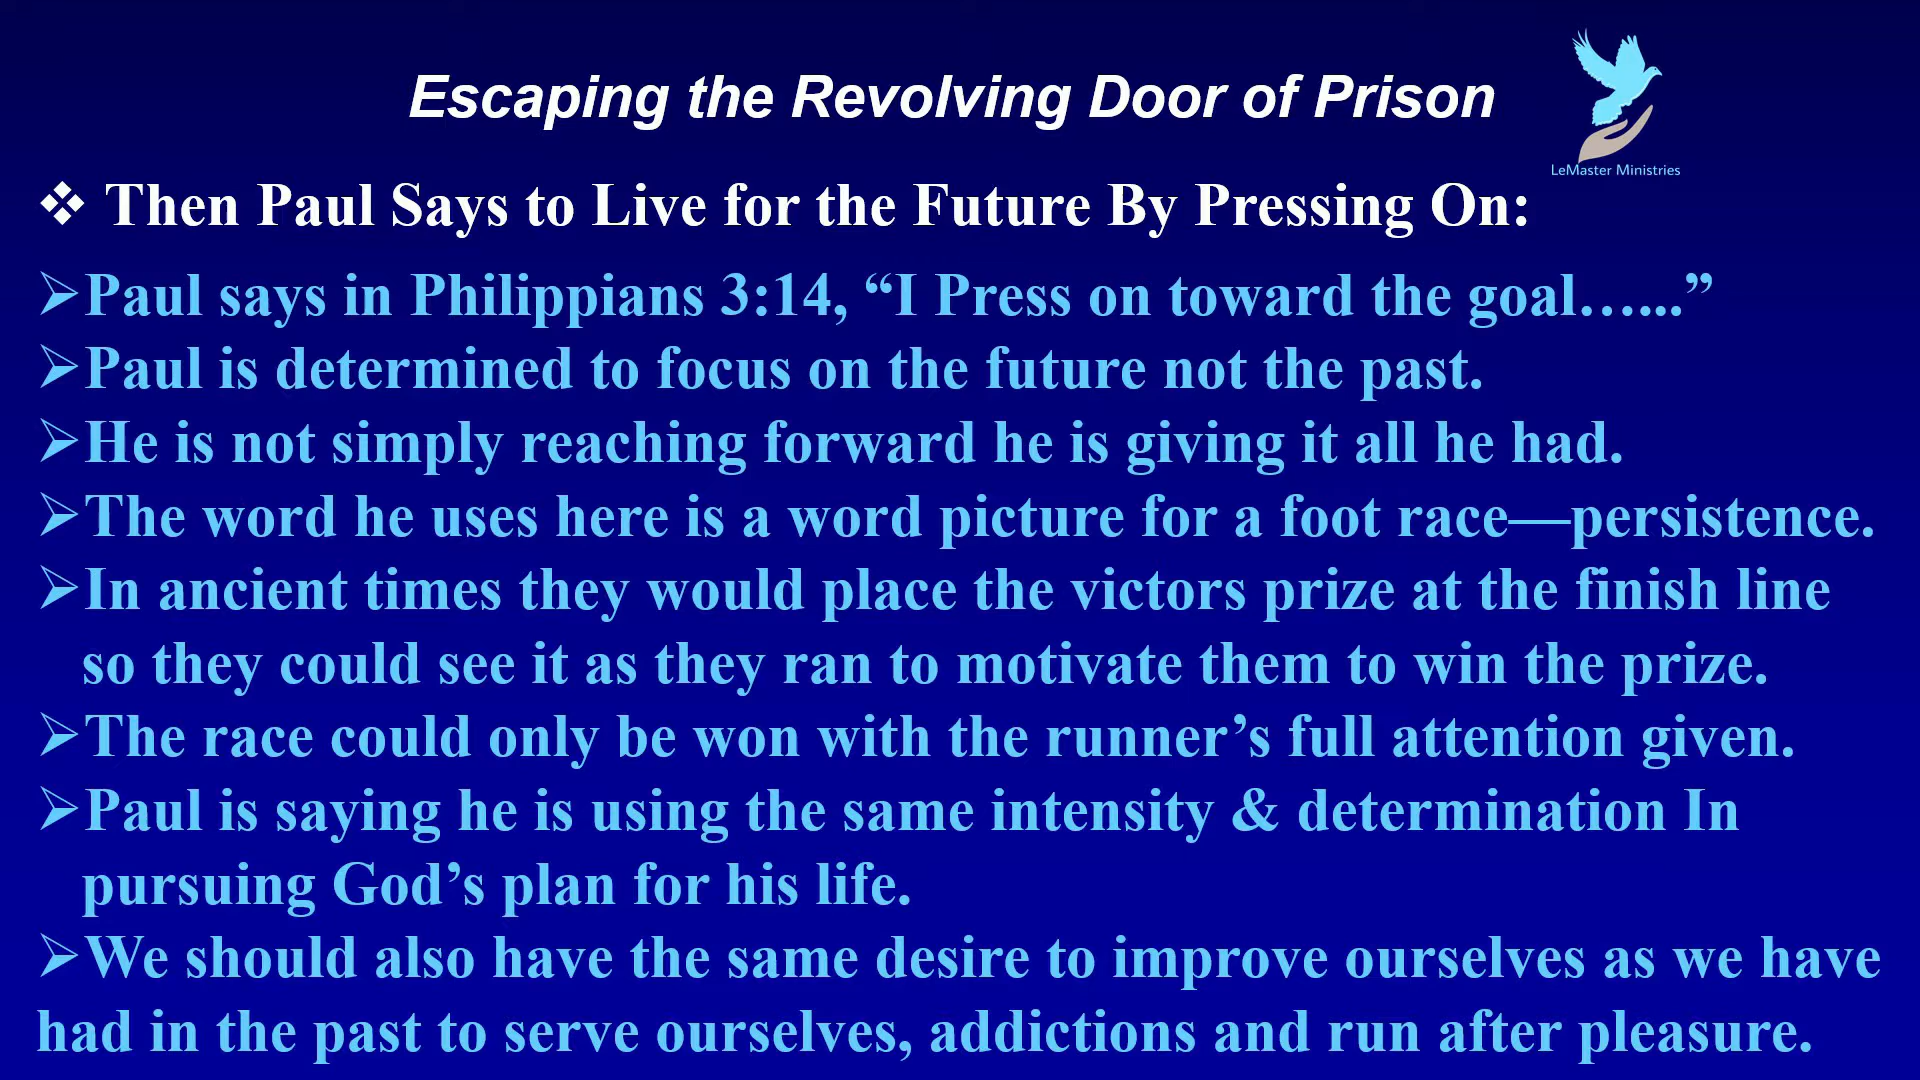 Escaping the Revolving Door of Prison
LeMaster Ministries
❖ Then Paul Says to Live for the Future By Pressing On:
➢Paul says in Philippians 3:14, “I Press on toward the goal…...”
➢Paul is determined to focus on the future not the past.
➢He is not simply reaching forward he is giving it all he had.
➢The word he uses here is a word picture for a foot race—persistence.
➢In ancient times they would place the victors prize at the finish line
so they could see it as they ran to motivate them to win the prize.
➢The race could only be won with the runner’s full attention given.
➢Paul is saying he is using the same intensity & determination In
pursuing God’s plan for his life.
➢We should also have the same desire to improve ourselves as we have
had in the past to serve ourselves, addictions and run after pleasure.